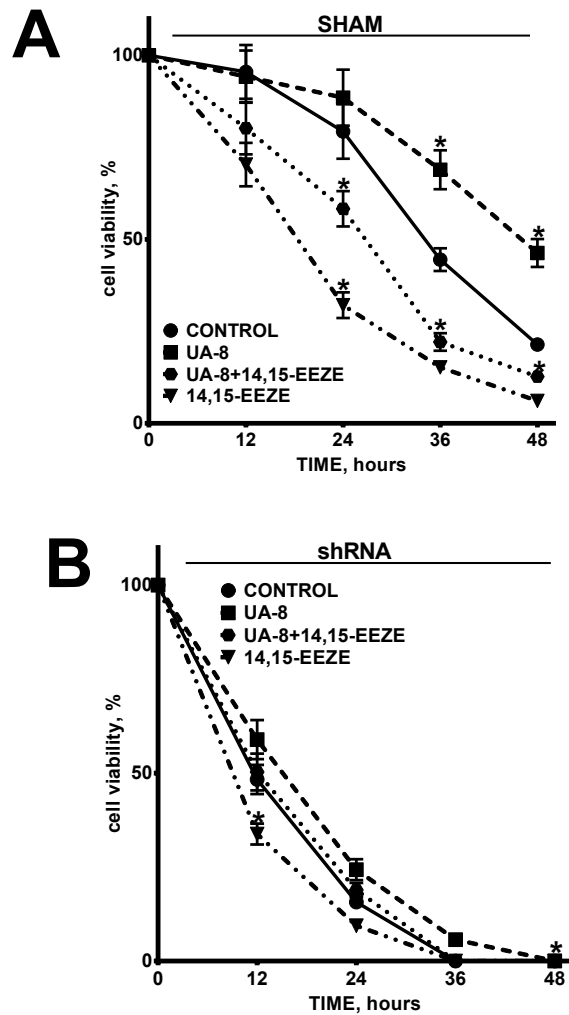 A
SHAM
cell viability, %
100
50
0
*
*
*
*
*
*
*
CONTROL
UA-8
UA-8+14,15-EEZE
14,15-EEZE
0 12 24 36 48
TIME, hours
B
shRNA
cell viability, %
100
50
0
CONTROL
UA-8
UA-8+14,15-EEZE
14,15-EEZE
*
*
0 12 24 36 48
TIME, hours